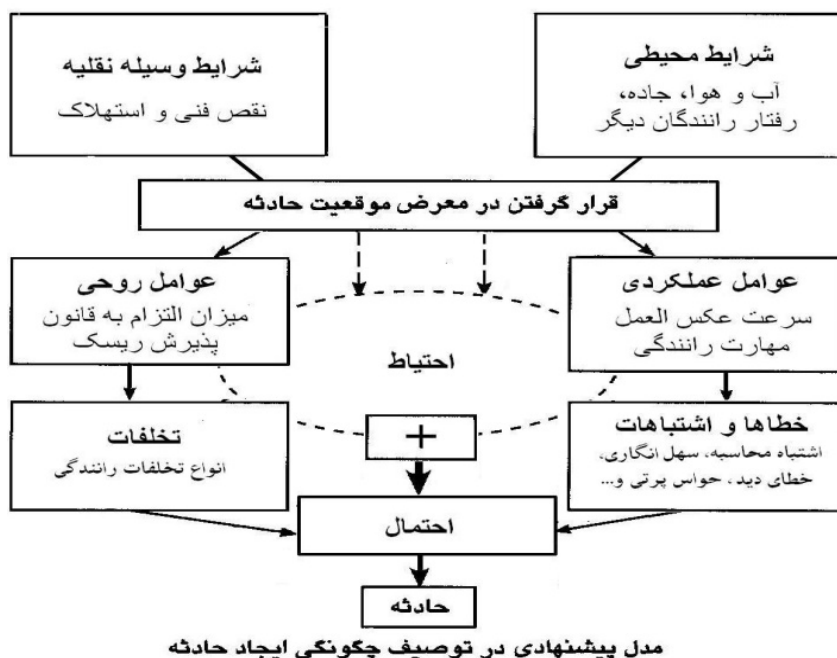 شرایط محیطی
آب و هوا، جاده،
رفتار رانندگان دیگر
شرایط وسیله نقلیه
نقص فنی و استهلاک
قرار گرفتن در معرض موقعیت حادثه
عوامل عملکردی
سرعت عکس العمل
مهارت رانندگی
عوامل روحی
میزان التزام به قانون
پذیرش ریسک
احتیاط
+
خطاها و اشتباهات
اشتباه محاسبه، سهل انگاری،
خطای دید، حواس پرتی و...
تخلفات
انواع تخلفات رانندگی
احتمال
حادثه
مدل پیشنهادی در توصیف چگونگی ایجاد حادثه